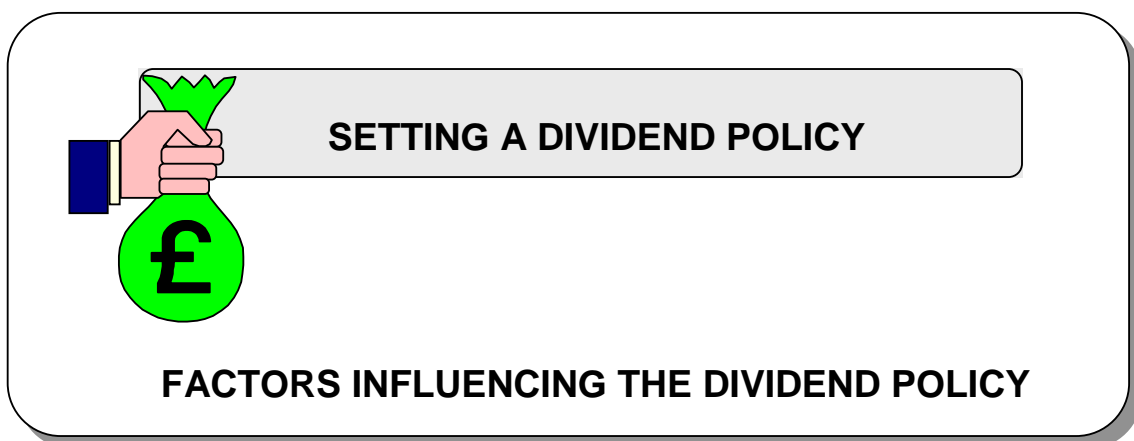 SETTING A DIVIDEND POLICY
£
FACTORS INFLUENCING THE DIVIDEND POLICY